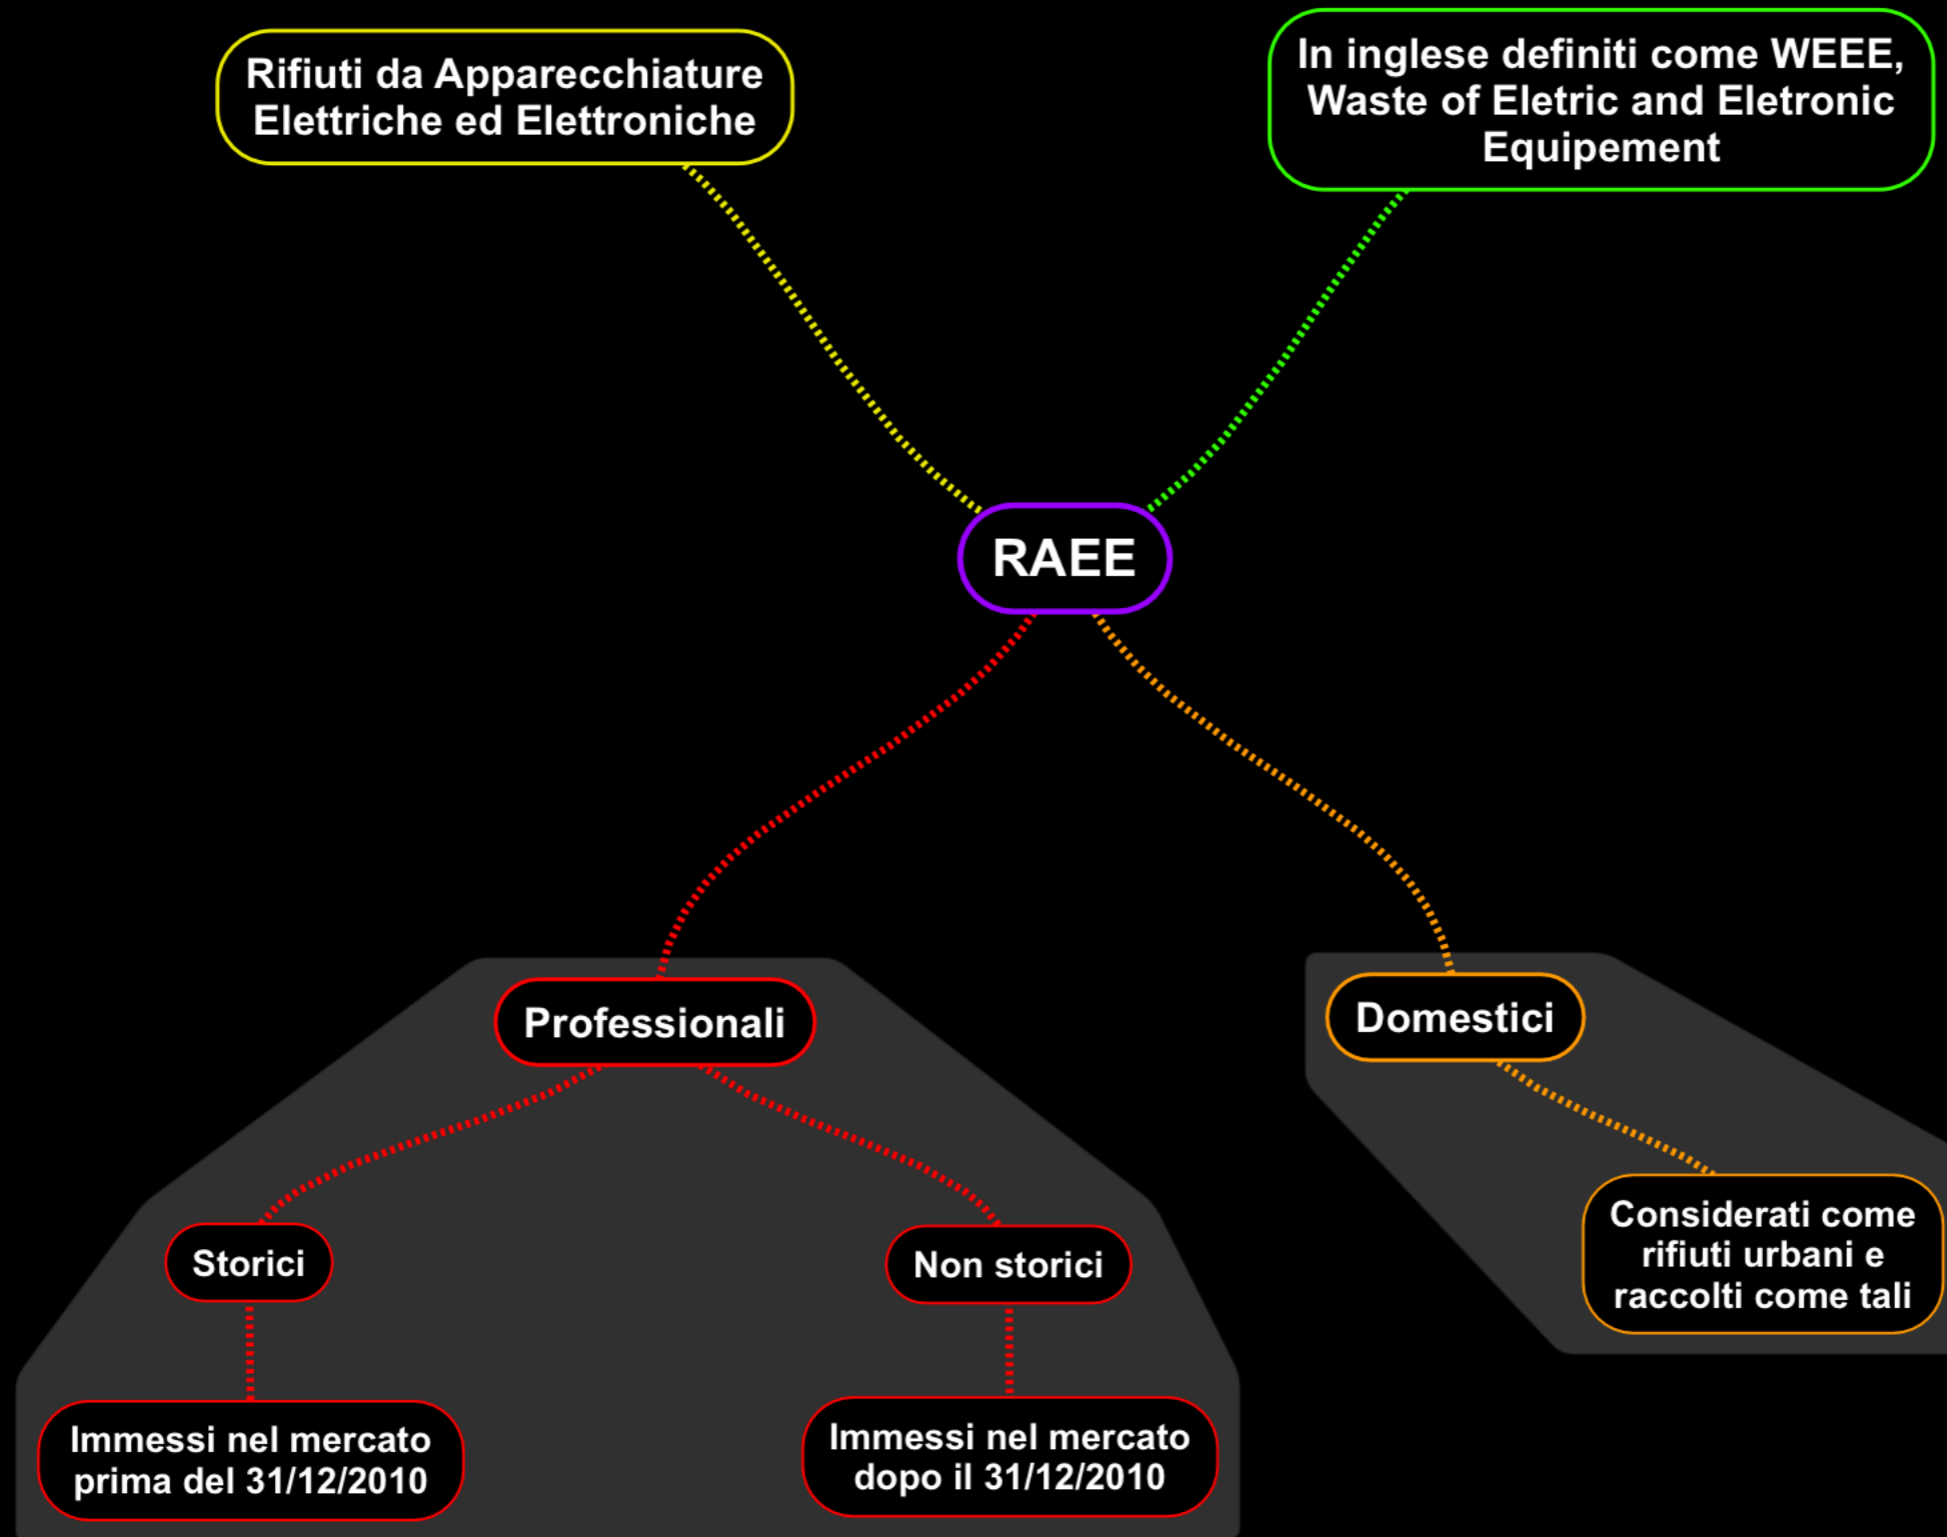 Rifiuti da Apparecchiature
Elettriche ed Elettroniche
In inglese definiti come WEEE,
Waste of Eletric and Eletronic
Equipement
RAEE
Professionali
Domestici
Storici
Non storici
Considerati come
rifiuti urbani e
raccolti come tali
Immessi nel mercato
prima del 31/12/2010
Immessi nel mercato
dopo il 31/12/2010